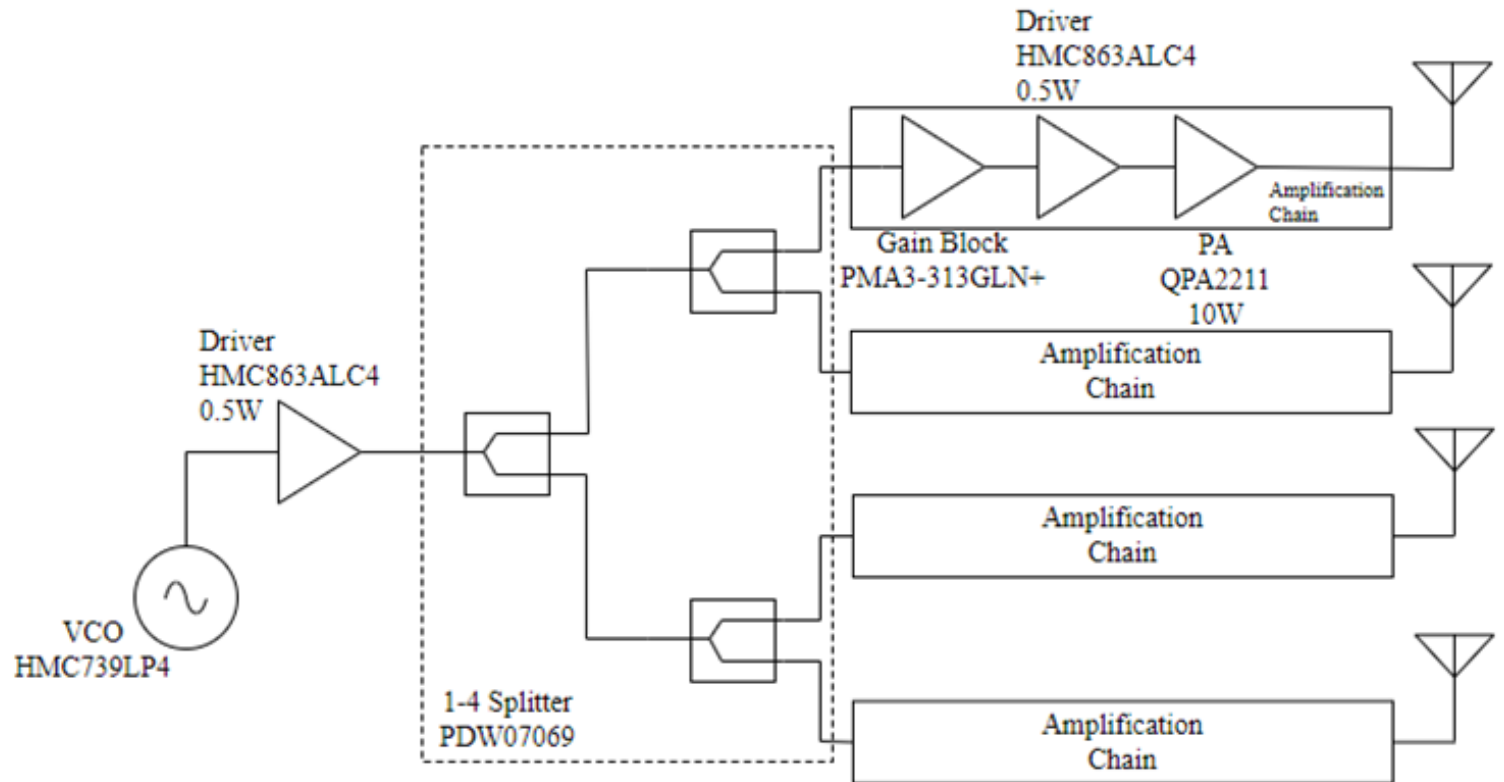 Driver
HMC863ALC4
0.5W
Amplification
Chain
Gain Block
PMA3-313GLN+
PA
QPA2211
10W
Amplification
Chain
Driver
HMC863ALC4
0.5W
Amplification
Chain
VCO
HMC739LP4
1-4 Splitter
PDW07069
Amplification
Chain